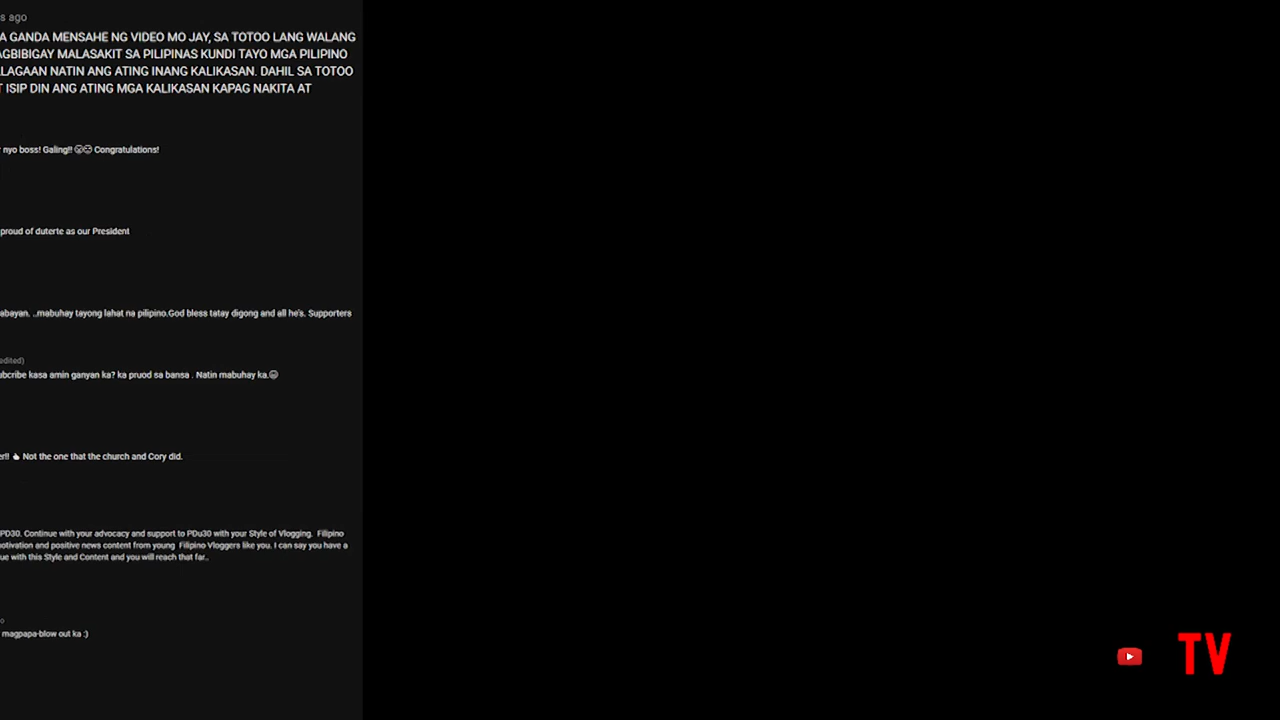 s ago
A GANDA MENSAHE NG VIDEO MO JAY, SA TOTOO LANG WALANG
AGBIBIGAY MALASAKIT SA PILIPINAS KUNDI TAYO MGA PILIPINO
LAGAAN NATIN ANG ATING INANG KALIKASAN. DAHIL SA TOTOO
T ISIP DIN ANG ATING MGA KALIKASAN KAPAG NAKITA AT
r nyo boss! Galing!! Congratulations!
proud of duterte as our President
abayan. ..mabuhay tayong lahat na pilipino.God bless tatay digong and all he's. Supporters
edited)
ubcribe kasa amin ganyan ka? ka pruod sa bansa . Natin mabuhay ka.
er!! Not the one that the church and Cory did.
PD30. Continue with your advocacy and support to PDu30 with your Style of Vlogging. Filipino
otivation and positive news content from young Filipino Vloggers like you. I can say you have a
ue with this Style and Content and you will reach that far..
o
magpapa-blow out ka :)
TV